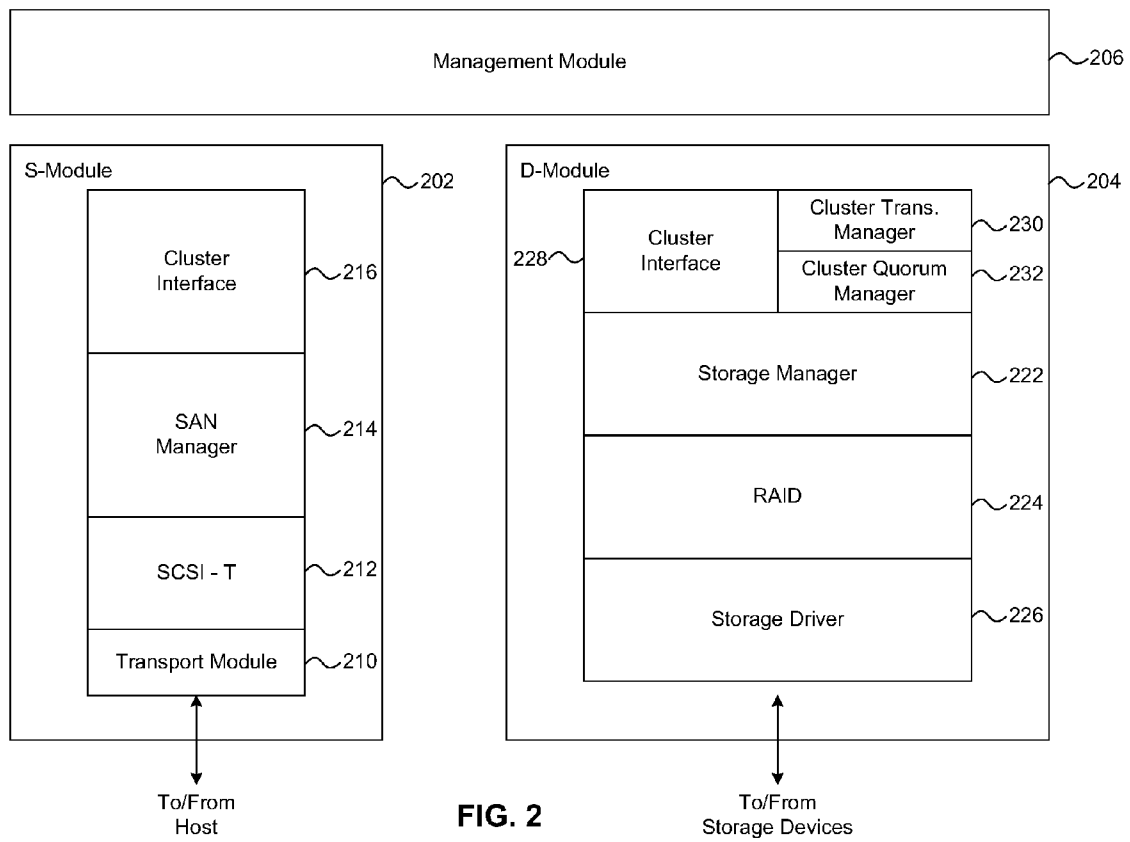 Management Module
206
S-Module
202
Cluster
Interface
216
SAN
Manager
214
SCSI - T
212
Transport Module
210
To/From
Host
D-Module
204
Cluster
Interface
228
Cluster Trans.
Manager
230
Cluster Quorum
Manager
232
Storage Manager
222
RAID
224
Storage Driver
226
To/From
Storage Devices
FIG. 2